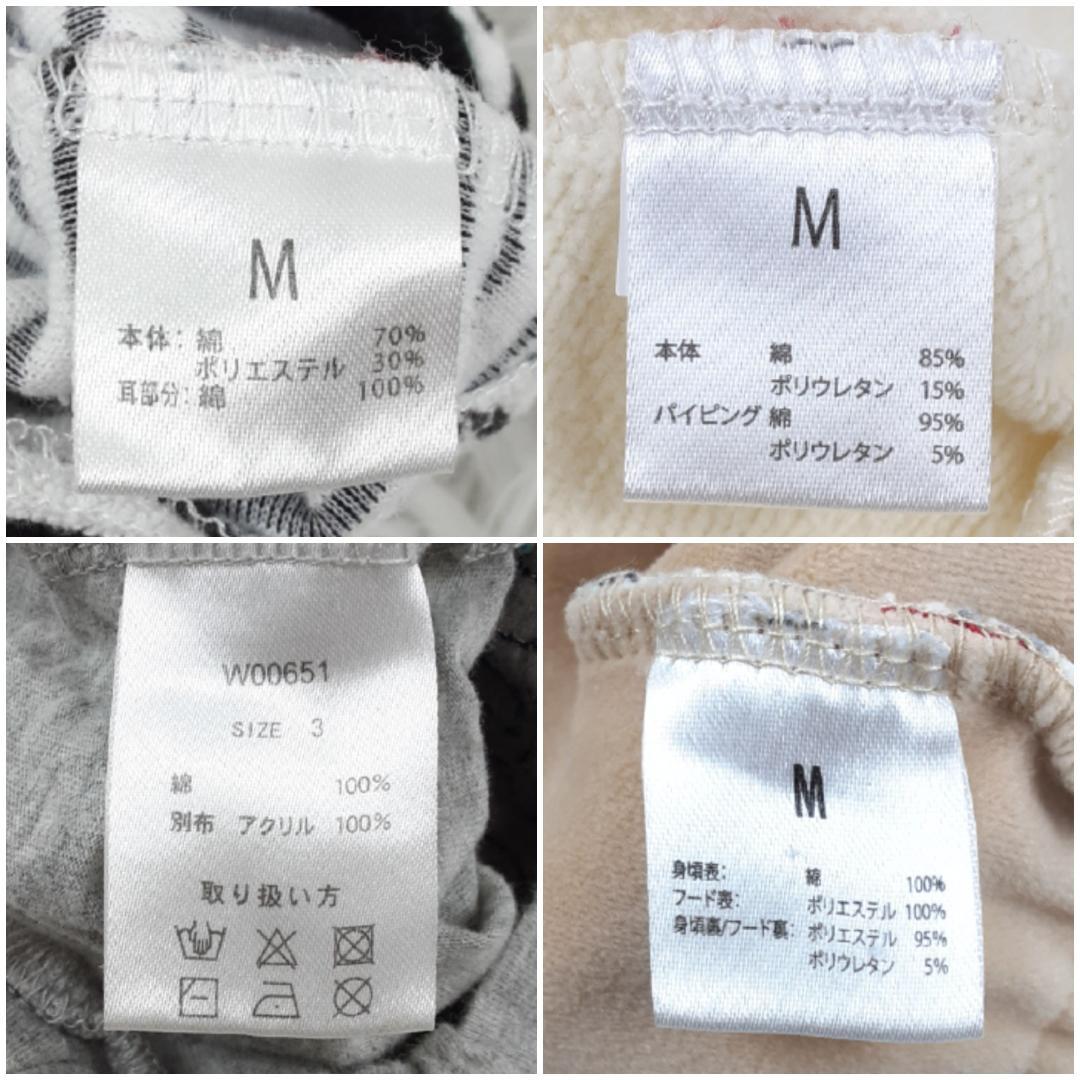 M
本体: 綿 70%
ポリエステル 30%
耳部分: 綿 100%
M
本体 綿 85%
ポリウレタン 15%
パイピング 綿 95%
ポリウレタン 5%
W00651
SIZE 3
綿 100%
別布 アクリル 100%
取り扱い方
M
身頃表: 綿 100%
フード表: ポリエステル 100%
身頃裏/フード裏: ポリエステル 95%
ポリウレタン 5%